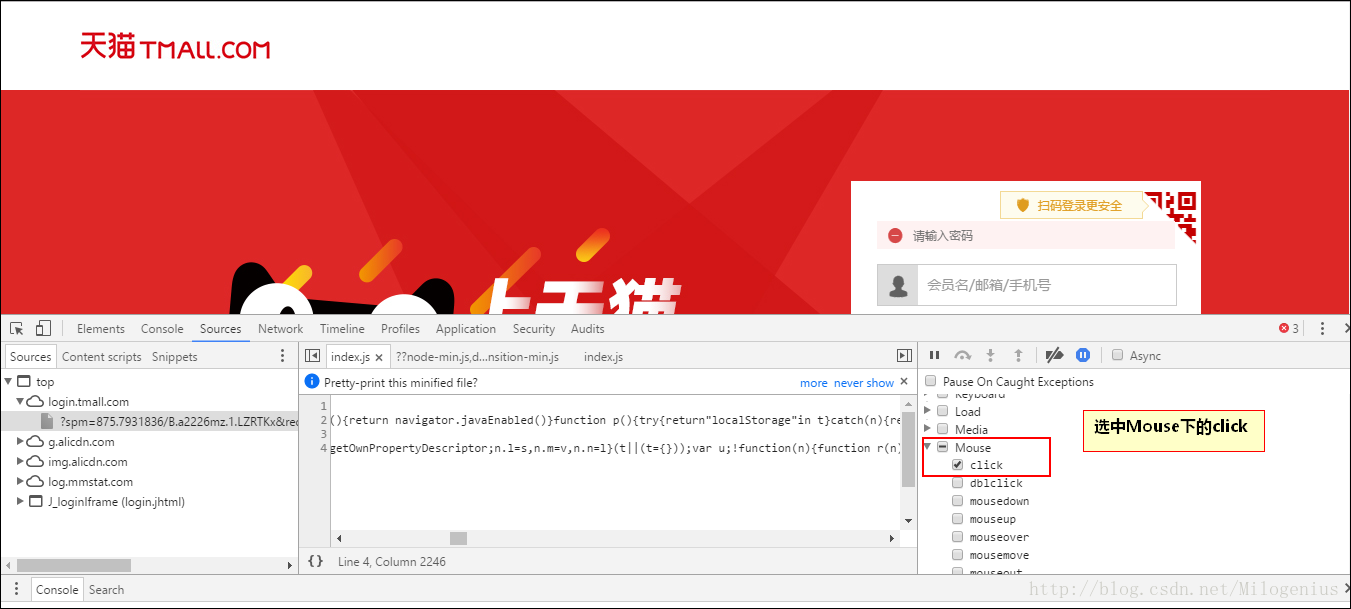 天猫 TMALL.COM
扫码登录更安全
请输入密码
会员名/邮箱/手机号
上天猫
Elements Console Sources Network Timeline Profiles Application Security Audits 3
Sources Content scripts Snippets
index.js × ??node-min.js,d...nsition-min.js index.js
Async
Pretty-print this minified file? more never show ×
Pause On Caught Exceptions
top
login.tmall.com
?spm=875.7931836/B.a2226mz.1.LZRTKx&rec
g.alicdn.com
img.alicdn.com
log.mmstat.com
J_loginIframe (login.jhtml)
1
2 (){return navigator.javaEnabled()}function p(){try{return"localStorage"in t}catch(n){re
3
4 getOwnPropertyDescriptor;n.l=s,n.m=v,n.n=l}(t||(t={}));var u;!function(n){function r(n)
{} Line 4, Column 2246
Keyboard
Load
Media
Mouse
click
dblclick
mousedown
mouseup
mouseover
mousemove
mouseout
选中Mouse下的click
Console Search
http://blog.csdn.net/Milogenius